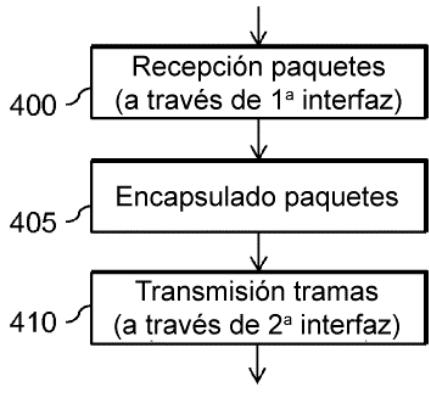 Recepción paquetes
400 (a través de 1ª interfaz)
405 Encapsulado paquetes
Transmisión tramas
410 (a través de 2ª interfaz)